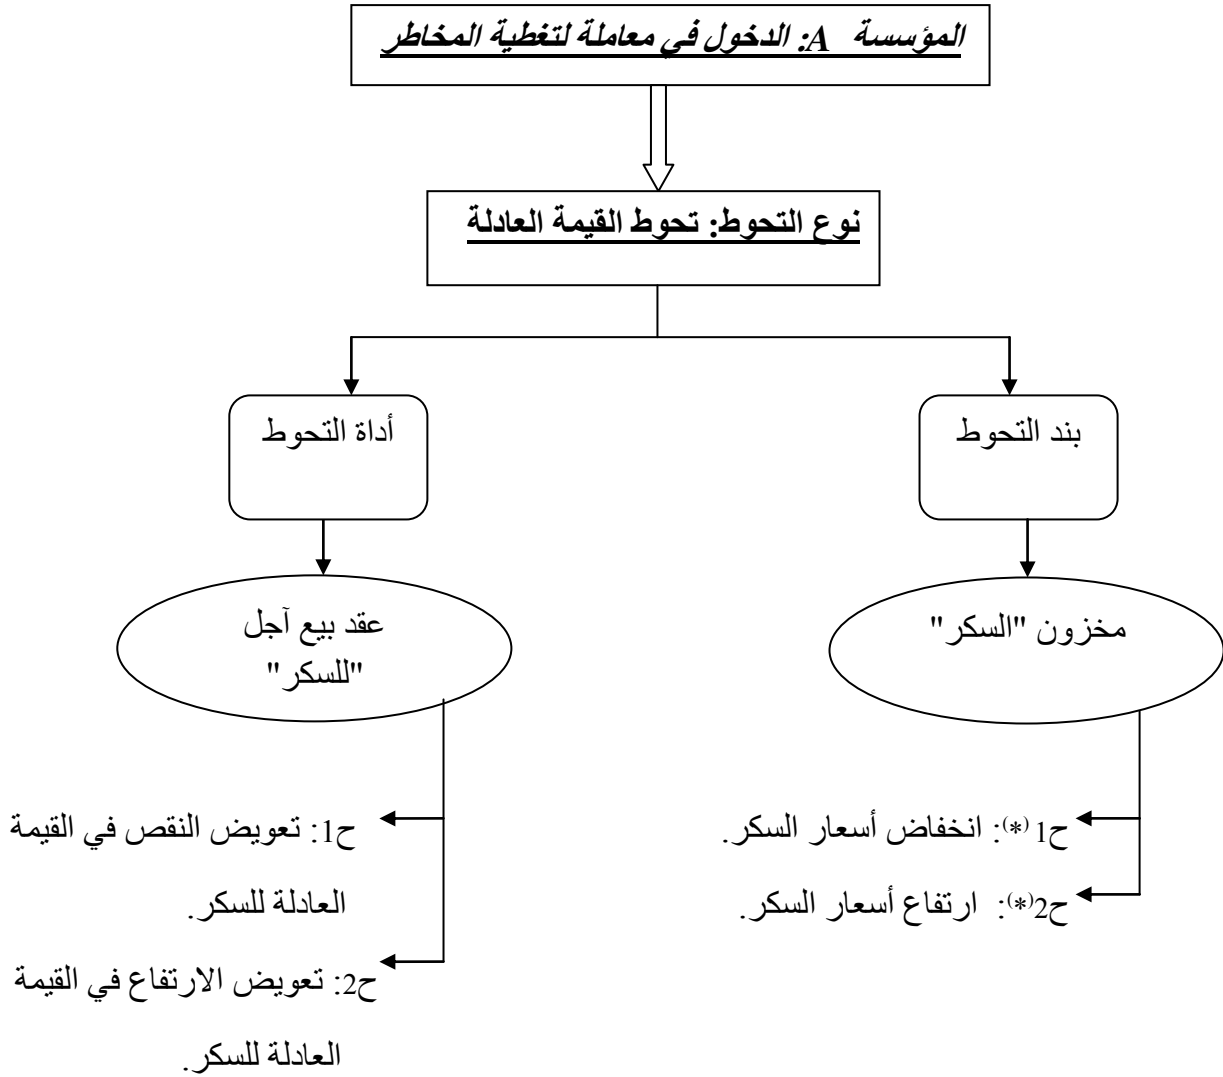 المؤسسة A: الدخول في معاملة لتغطية المخاطر
نوع التحوط: تحوط القيمة العادلة
بند التحوط
أداة التحوط
مخزون "السكر"
عقد بيع آجل
"للسكر"
ح1(*): انخفاض أسعار السكر.
ح2(*): ارتفاع أسعار السكر.
ح1: تعويض النقص في القيمة
العادلة للسكر.
ح2: تعويض الارتفاع في القيمة
العادلة للسكر.